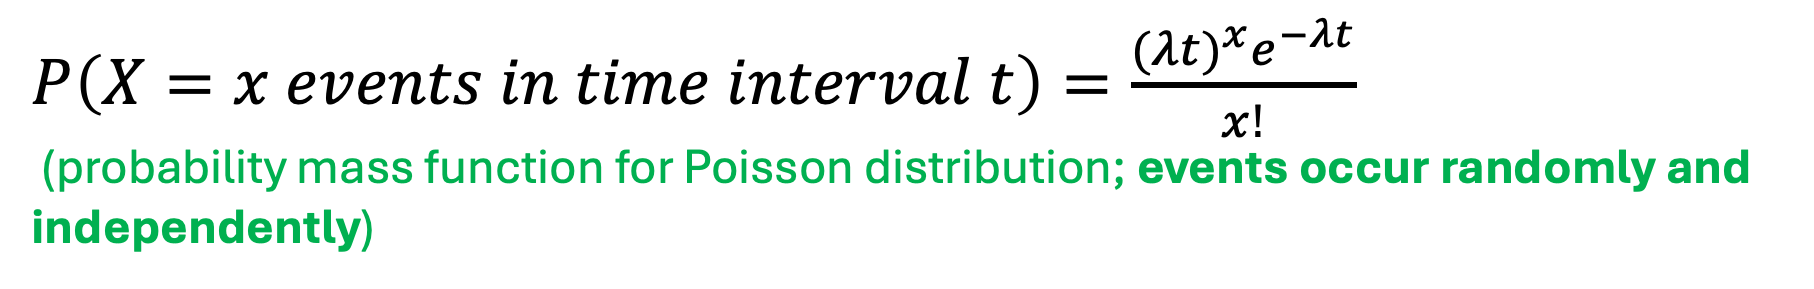 P(X = x events in time interval t) = (λt)^x e^−λt / x!
(probability mass function for Poisson distribution; events occur randomly and
independently)